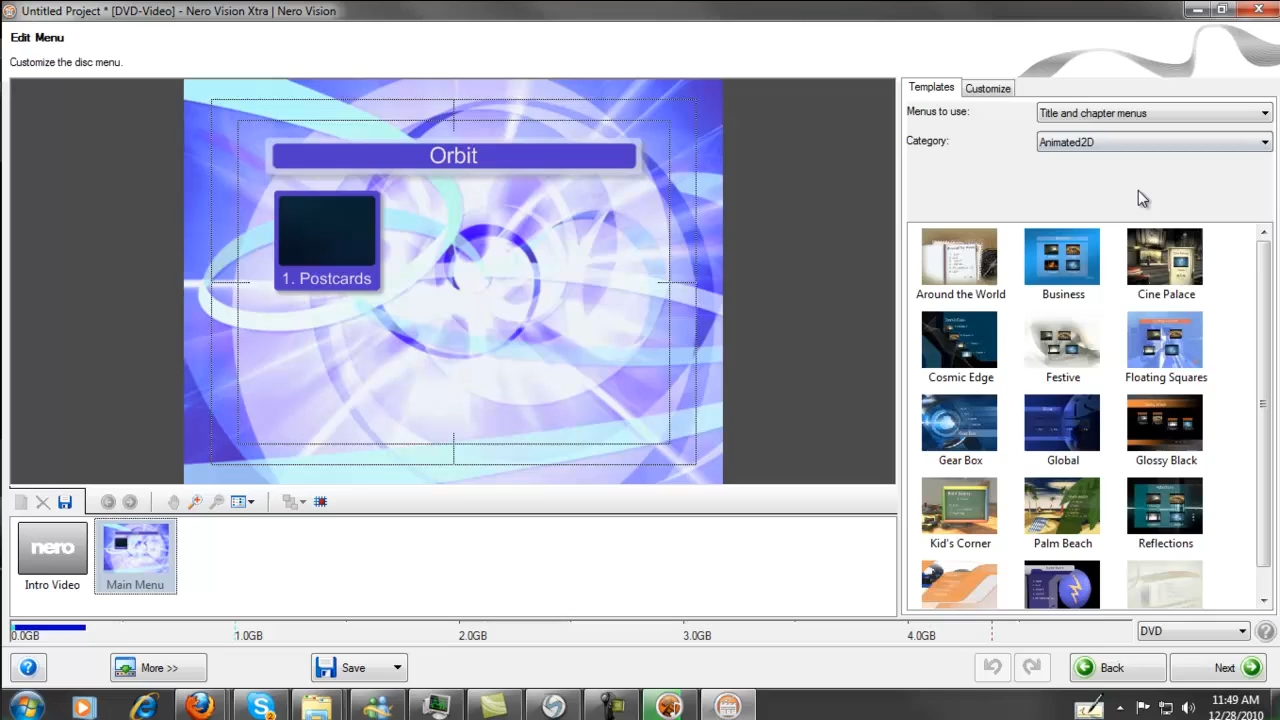 Untitled Project * [DVD-Video] - Nero Vision Xtra | Nero Vision
Edit Menu
Customize the disc menu.
Templates
Customize
Menus to use:
Title and chapter menus
Category:
Animated2D
Orbit
1. Postcards
Around the World
Business
Cine Palace
Cosmic Edge
Festive
Floating Squares
Gear Box
Global
Glossy Black
Kid's Corner
Palm Beach
Reflections
nero
Intro Video
Main Menu
0.0GB
1.0GB
2.0GB
3.0GB
4.0GB
DVD
More >>
Save
Back
Next
11:49 AM
12/28/2010